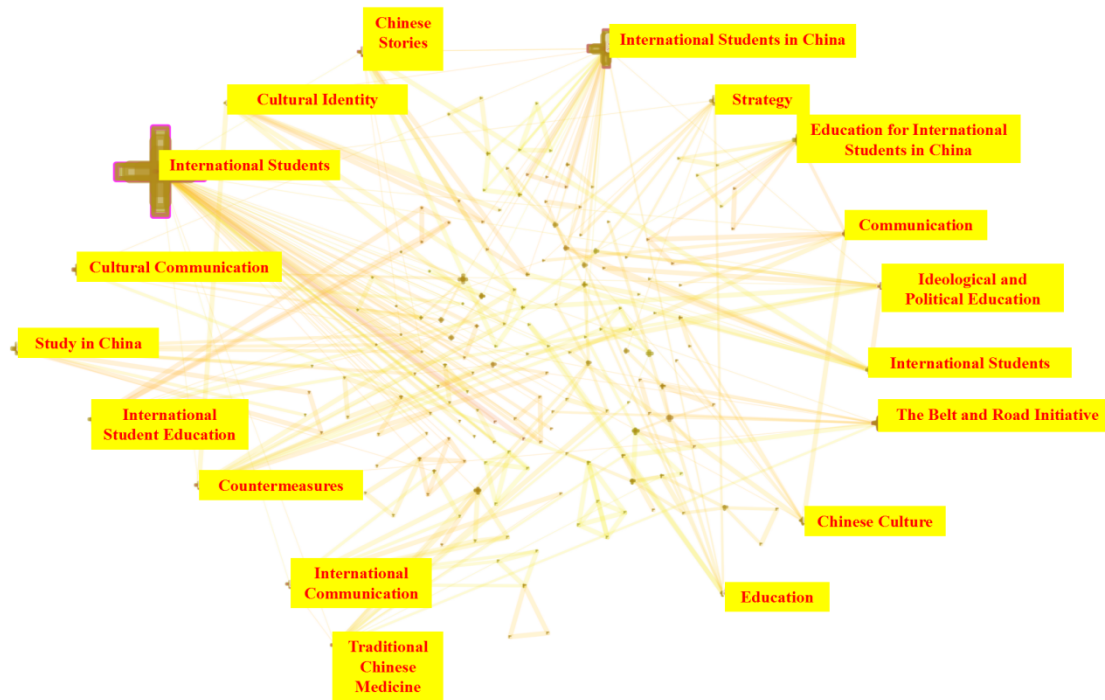 Chinese
Stories
International Students in China
Cultural Identity
Strategy
Education for International
Students in China
International Students
Communication
Cultural Communication
Ideological and
Political Education
Study in China
International Students
International
Student Education
The Belt and Road Initiative
Countermeasures
Chinese Culture
International
Communication
Education
Traditional
Chinese
Medicine